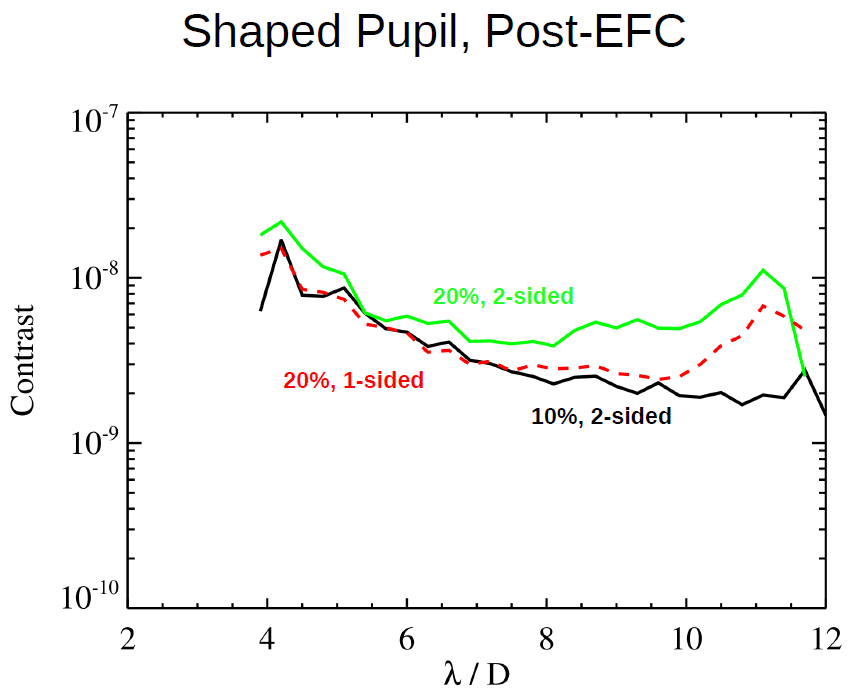 Shaped Pupil, Post-EFC
10⁻⁷
10⁻⁸
10⁻⁹
10⁻¹⁰
Contrast
20%, 2-sided
20%, 1-sided
10%, 2-sided
2 4 6 8 10 12
λ / D